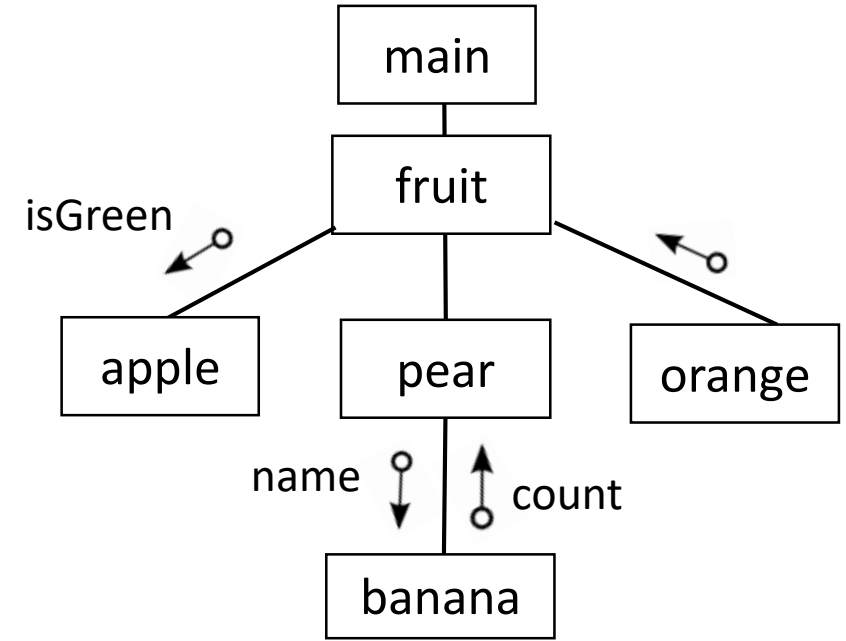 main
fruit
isGreen
apple
pear
orange
name
count
banana